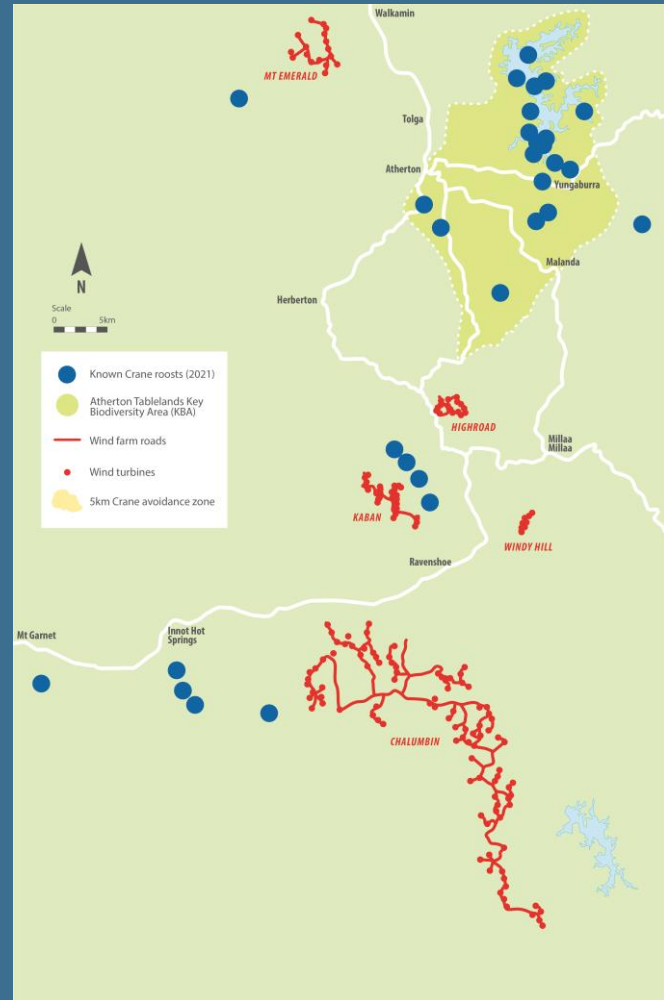 Walkamin
MT EMERALD
Tolga
Atherton
Yungaburra
Malanda
N
Scale
0 5km
Herberton
Known Crane roosts (2021)
Atherton Tablelands Key
Biodiversity Area (KBA)
Wind farm roads
Wind turbines
5km Crane avoidance zone
HIGHROAD
Millaa
Millaa
KABAN
WINDY HILL
Ravenshoe
Innot Hot
Springs
Mt Garnet
CHALUMBIN